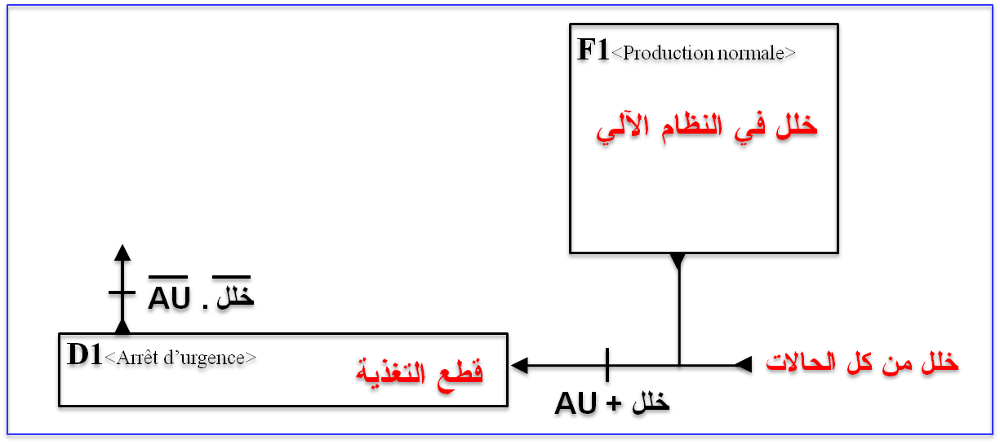 F1<Production normale>
خلل في النظام الآلي
AU . خلل
D1<Arrêt d’urgence>
قطع التغذية
خلل من كل الحالات
AU + خلل